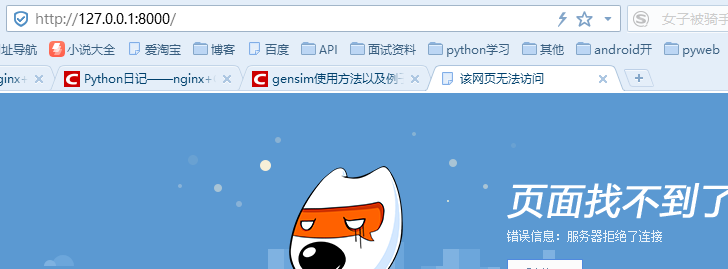 http://127.0.0.1:8000/
女子被骑手
址导航 小说大全 爱淘宝 博客 百度 API 面试资料 python学习 其他 android开 pyweb
nginx+ Python日记——nginx+ gensim使用方法以及例子 该网页无法访问
页面找不到了
错误信息：服务器拒绝了连接